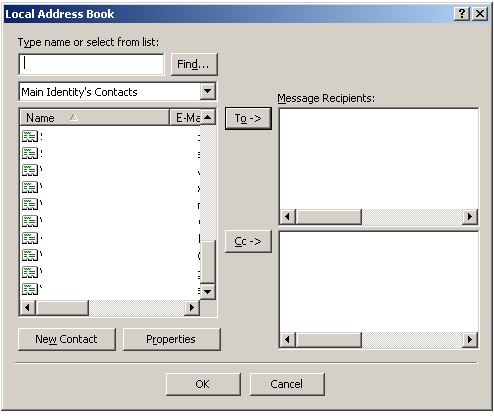 Local Address Book
Type name or select from list:
Find...
Main Identity's Contacts
Name E-Ma
To ->
Message Recipients:
Cc ->
New Contact Properties
OK Cancel